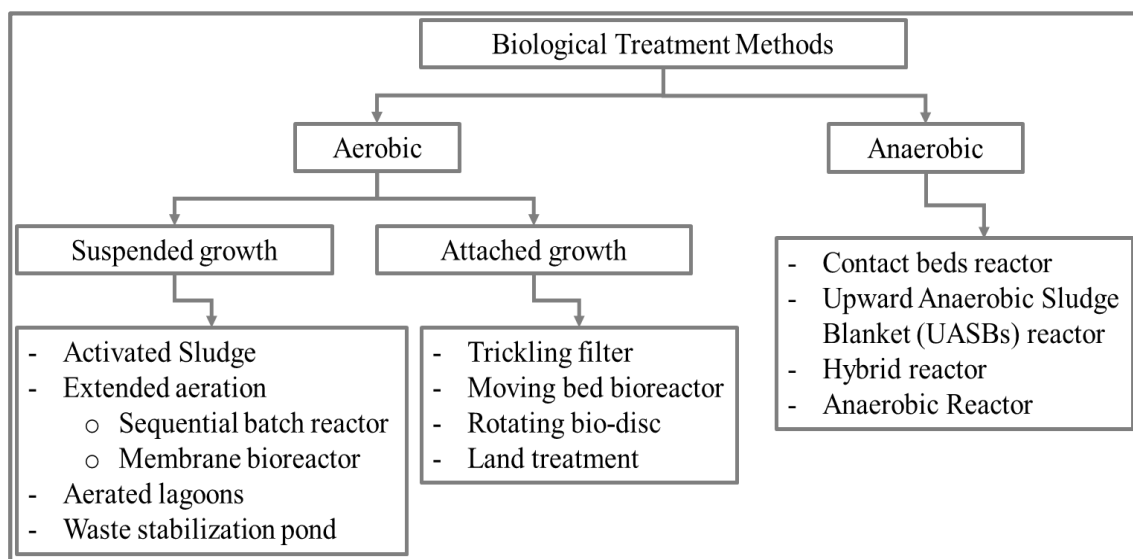 Biological Treatment Methods
Aerobic
Anaerobic
Suspended growth
Attached growth
- Activated Sludge
- Extended aeration
o Sequential batch reactor
o Membrane bioreactor
- Aerated lagoons
- Waste stabilization pond
- Trickling filter
- Moving bed bioreactor
- Rotating bio-disc
- Land treatment
- Contact beds reactor
- Upward Anaerobic Sludge
Blanket (UASBs) reactor
- Hybrid reactor
- Anaerobic Reactor